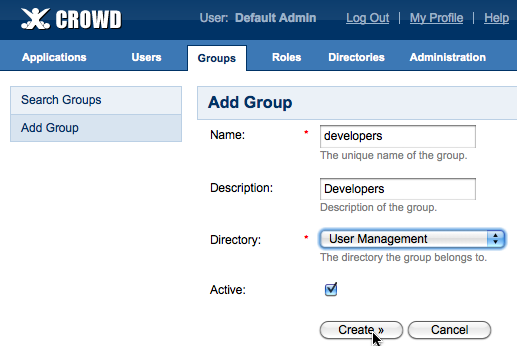 CROWD
User: Default Admin Log Out My Profile Help
Applications Users Groups Roles Directories Administration
Search Groups
Add Group
Add Group
Name: * developers
The unique name of the group.
Description: Developers
Description of the group.
Directory: * User Management
The directory the group belongs to.
Active:
Create » Cancel